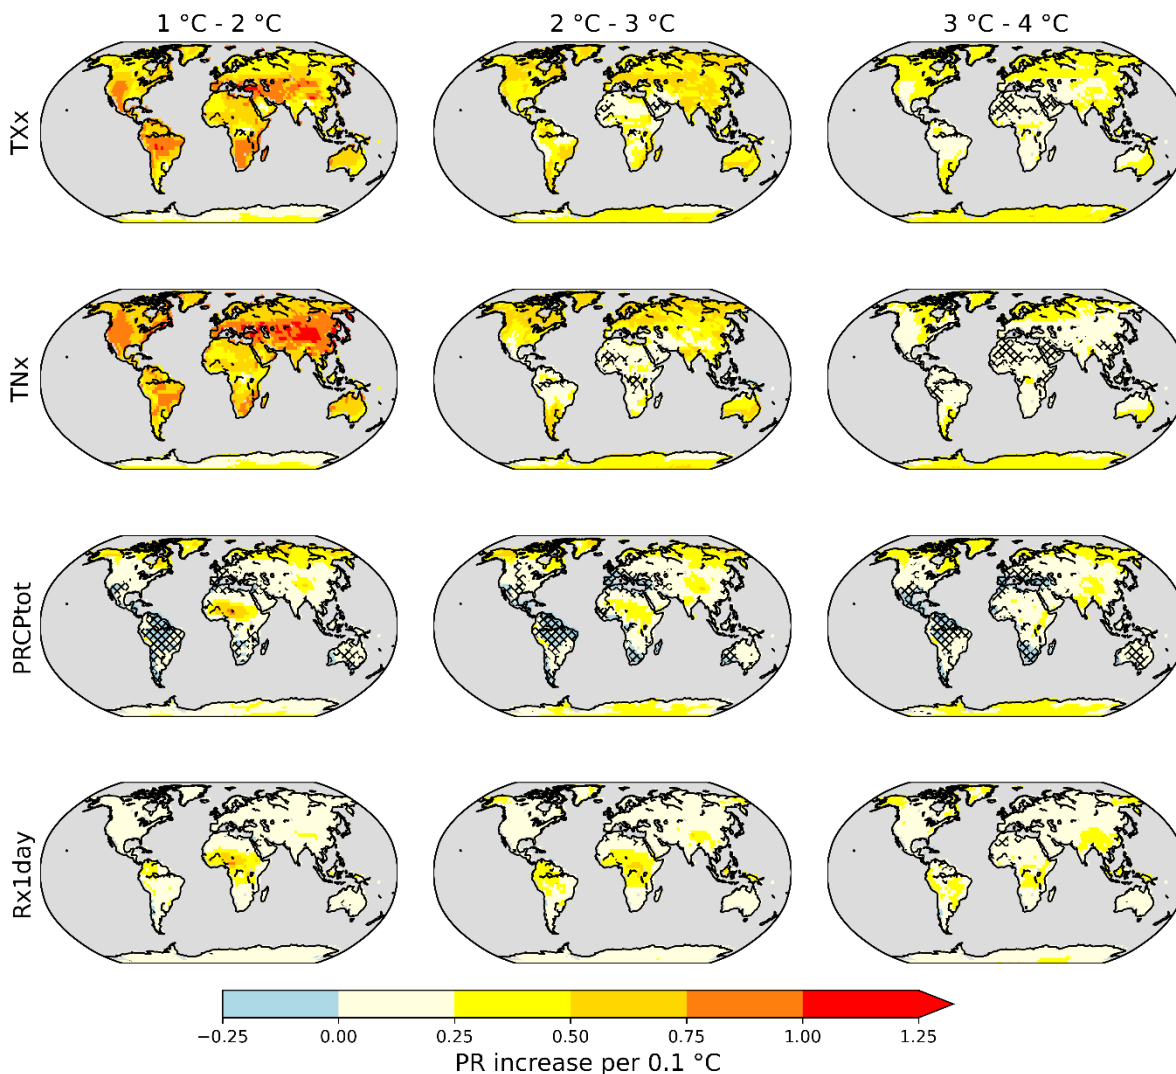 1 °C - 2 °C
2 °C - 3 °C
3 °C - 4 °C
TXx
TNx
PRCPtot
Rx1day
−0.25
0.00
0.25
0.50
0.75
1.00
1.25
PR increase per 0.1 °C